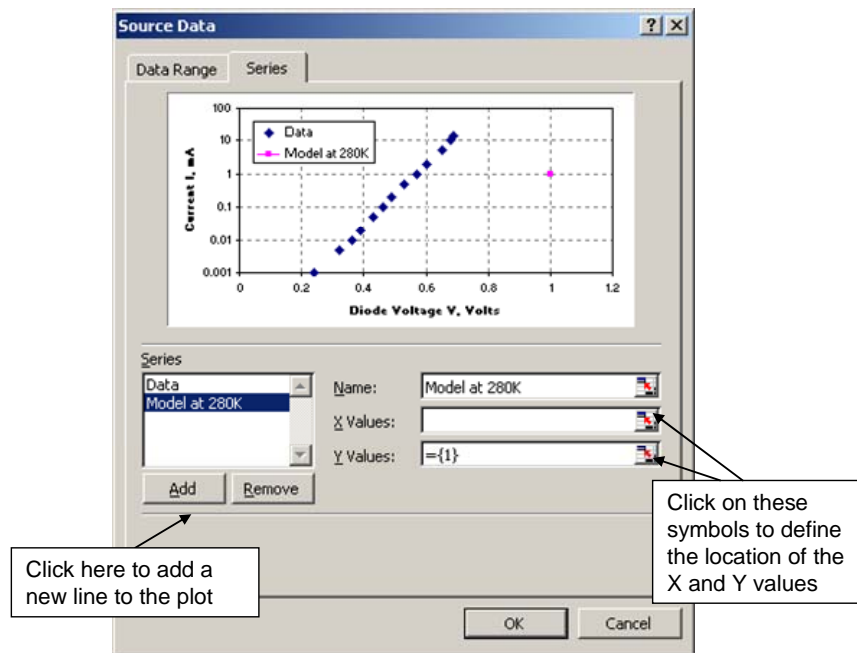 Source Data
Data Range Series
100
10
1
0.1
0.01
0.001
Current I, mA
Data
Model at 280K
0 0.2 0.4 0.6 0.8 1 1.2
Diode Voltage V, Volts
Series
Data
Model at 280K
Name: Model at 280K
X Values:
Y Values: ={1}
Add Remove
Click here to add a
new line to the plot
Click on these
symbols to define
the location of the
X and Y values
OK Cancel